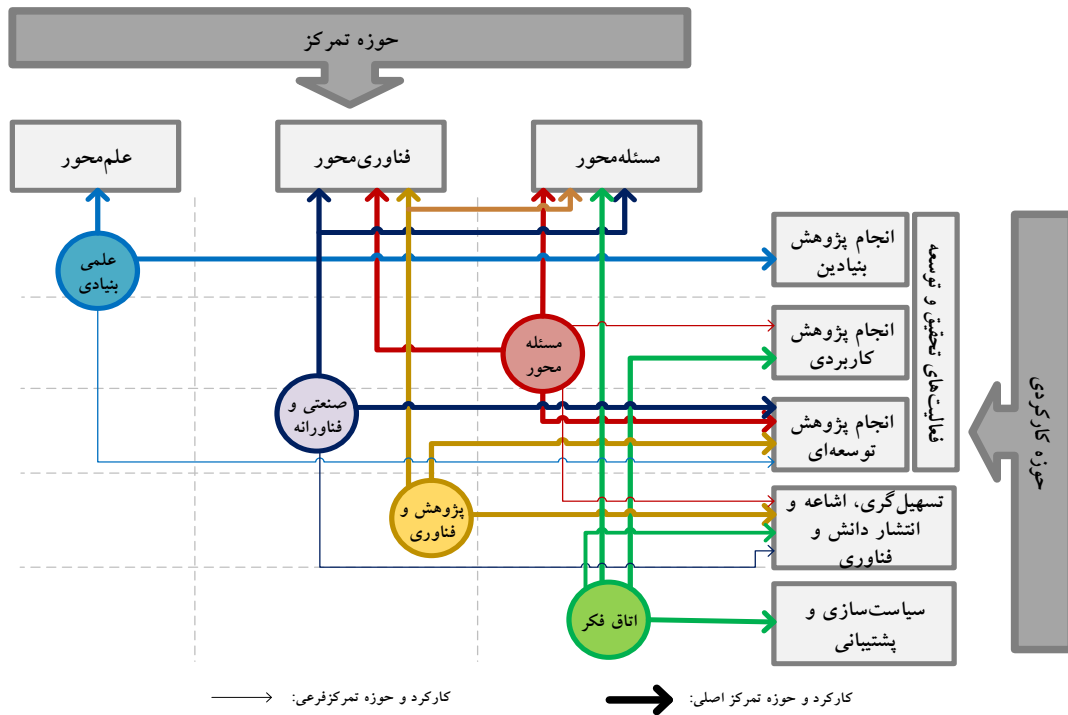 حوزه تمرکز
مسئله‌محور
فناوری‌محور
علم‌محور
حوزه کارکردی
فعالیت‌های تحقیق و توسعه
انجام پژوهش
بنیادین
انجام پژوهش
کاربردی
انجام پژوهش
توسعه‌ای
تسهیل‌گری، اشاعه و
انتشار دانش و
فناوری
سیاست‌سازی و
پشتیبانی
علمی
بنیادی
مسئله
محور
صنعتی و
فناورانه
پژوهش و
فناوری
اتاق فکر
کارکرد و حوزه تمرکز اصلی:
کارکرد و حوزه تمرکزفرعی: